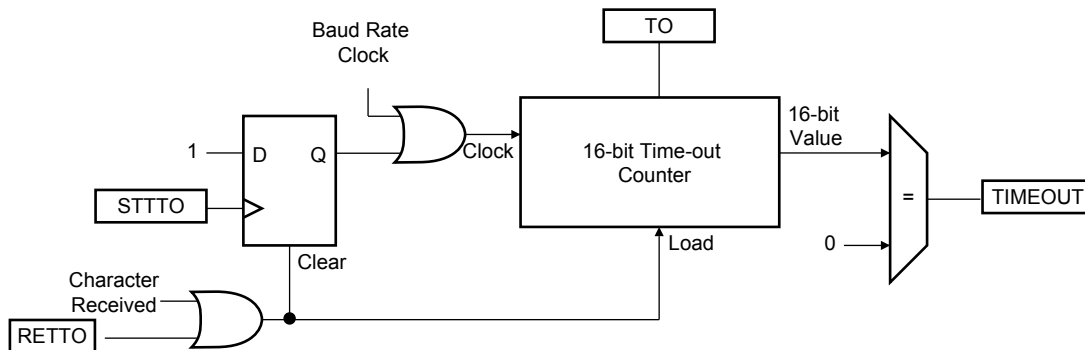 TO
Baud Rate
Clock
16-bit
Value
1
D
Q
Clock
16-bit Time-out
Counter
STTTO
=
TIMEOUT
Clear
Load
0
Character
Received
RETTO